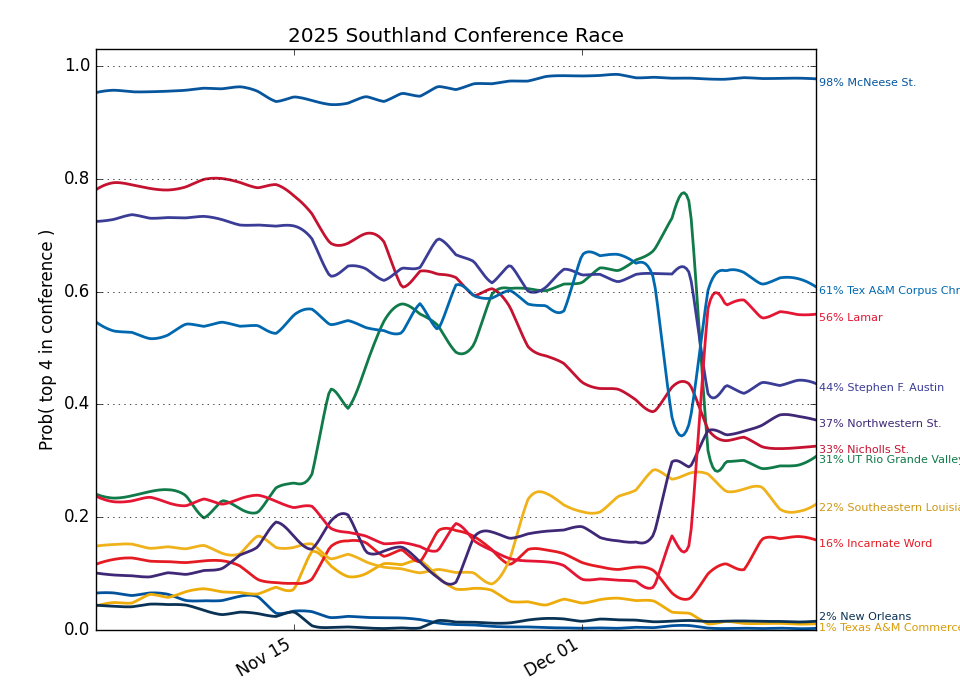 2025 Southland Conference Race
Prob( top 4 in conference )
1.0
0.8
0.6
0.4
0.2
0.0
Nov 15
Dec 01
98% McNeese St.
61% Tex A&M Corpus Chr
56% Lamar
44% Stephen F. Austin
37% Northwestern St.
33% Nicholls St.
31% UT Rio Grande Valley
22% Southeastern Louisia
16% Incarnate Word
2% New Orleans
1% Texas A&M Commerce